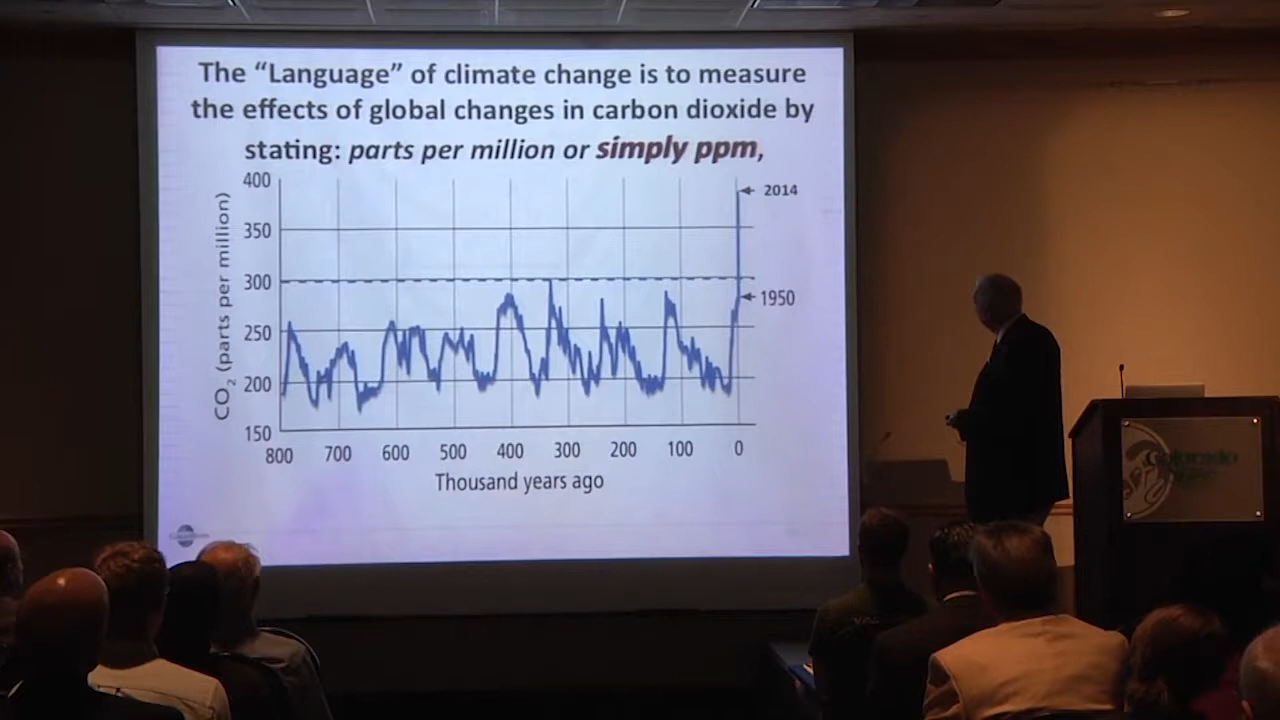 The “Language” of climate change is to measure
the effects of global changes in carbon dioxide by
stating: parts per million or simply ppm,
400
2014
350
300
1950
250
200
150
CO2 (parts per million)
800 700 600 500 400 300 200 100 0
Thousand years ago